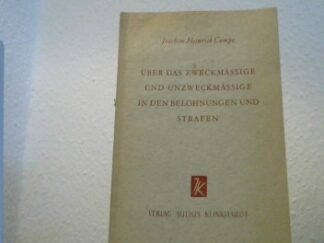 Joachim Heinrich Campe
ÜBER DAS ZWECKMÄSSIGE
UND UNZWECKMÄSSIGE
IN DEN BELOHNUNGEN UND
STRAFEN
VERLAG JULIUS KLINKHARDT